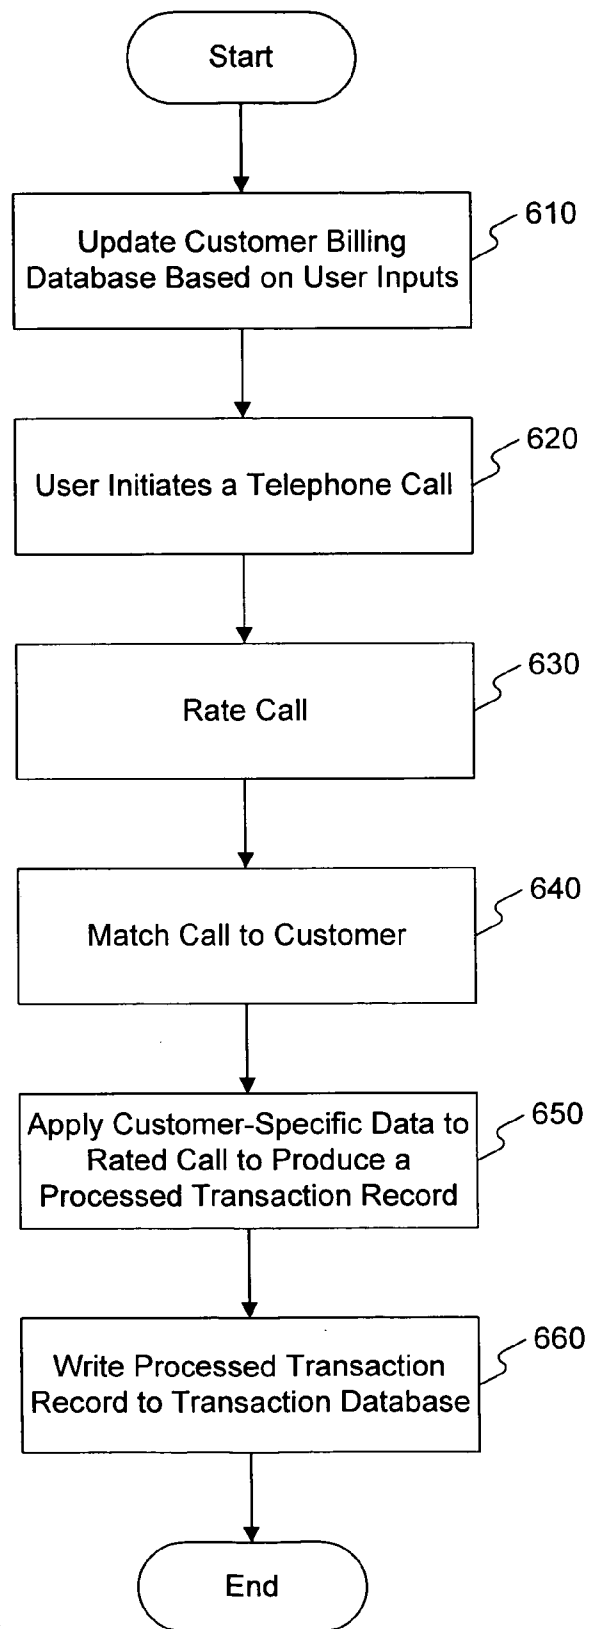 Start
610
Update Customer Billing
Database Based on User Inputs
620
User Initiates a Telephone Call
630
Rate Call
640
Match Call to Customer
650
Apply Customer-Specific Data to
Rated Call to Produce a
Processed Transaction Record
660
Write Processed Transaction
Record to Transaction Database
End